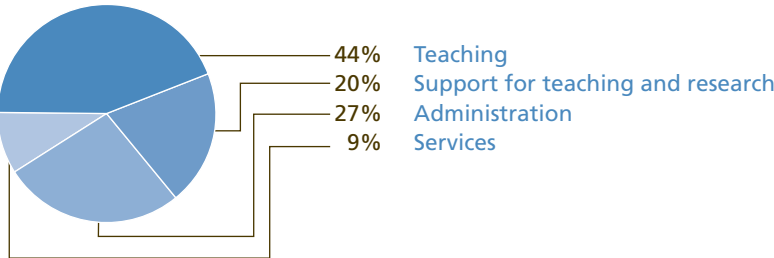 44% Teaching
20% Support for teaching and research
27% Administration
9% Services